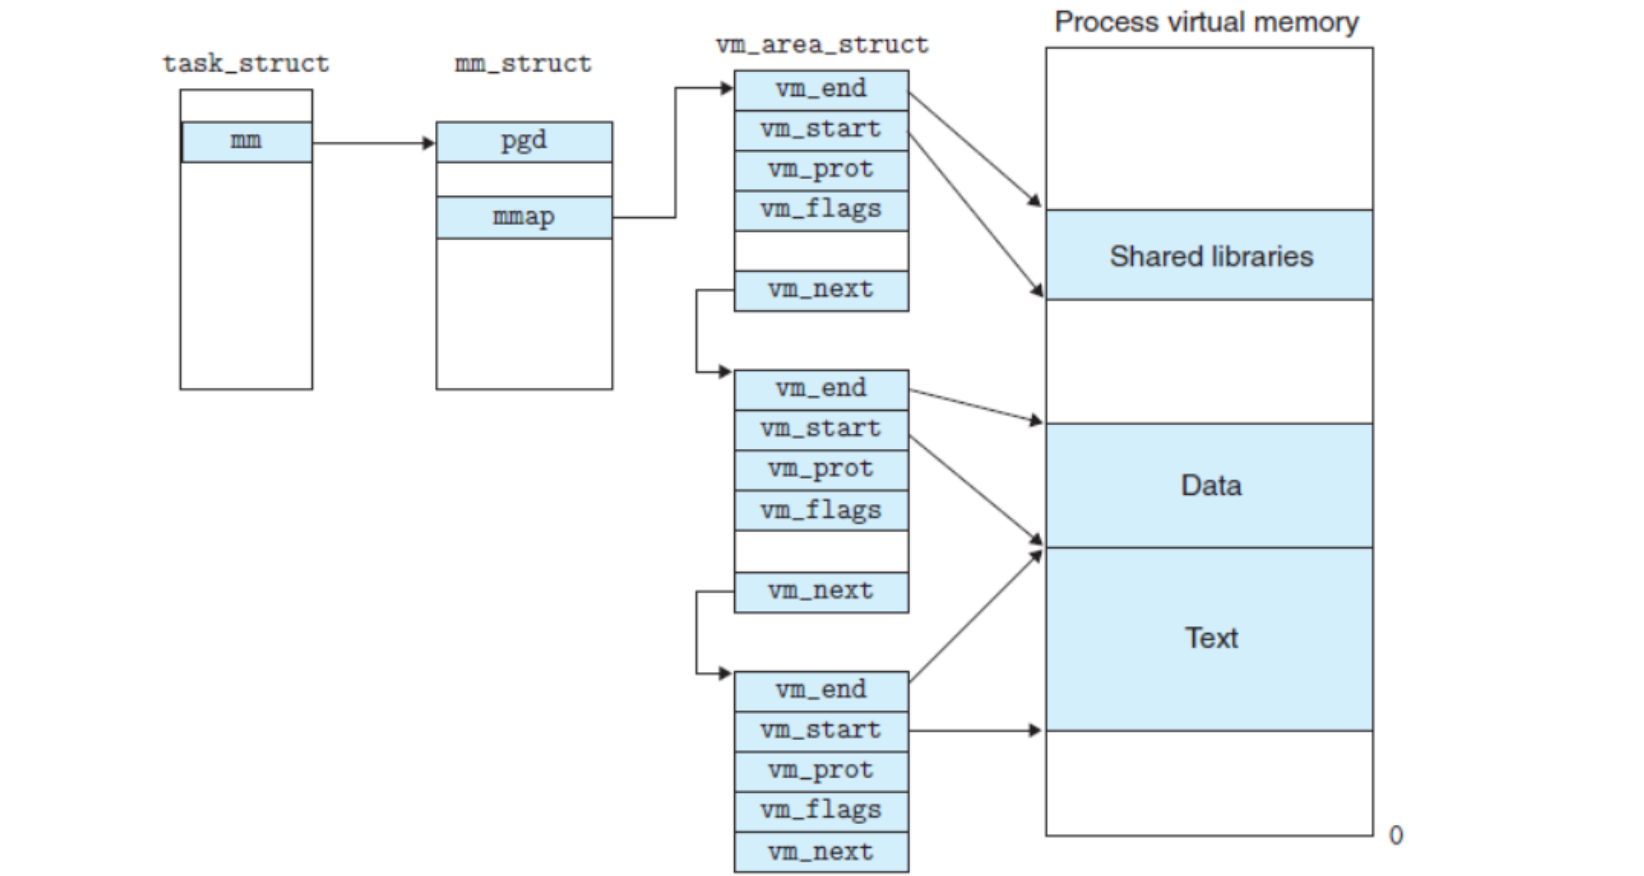 Process virtual memory
task_struct
mm_struct
vm_area_struct
mm
pgd
mmap
vm_end
vm_start
vm_prot
vm_flags
vm_next
vm_end
vm_start
vm_prot
vm_flags
vm_next
vm_end
vm_start
vm_prot
vm_flags
vm_next
Shared libraries
Data
Text
0